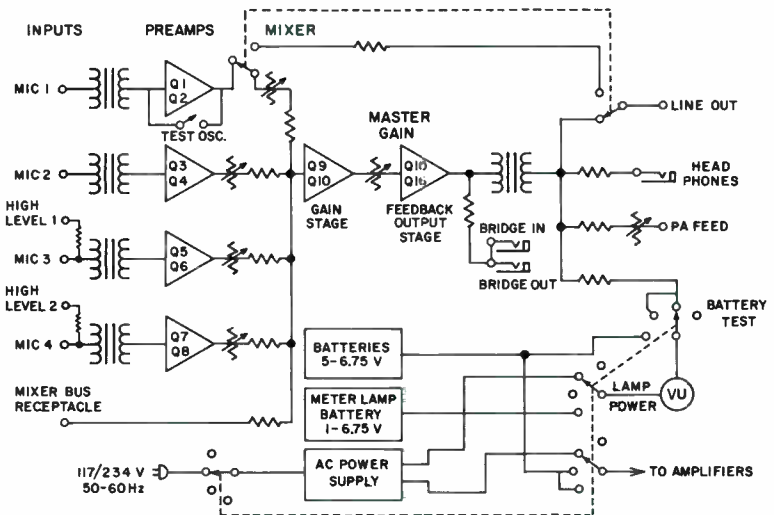 INPUTS
PREAMPS
MIXER
MIC 1
Q1
Q2
TEST OSC.
LINE OUT
MASTER
GAIN
MIC 2
Q3
Q4
Q9
Q10
Q10
Q16
HEAD
PHONES
HIGH
LEVEL 1
GAIN
STAGE
FEEDBACK
OUTPUT
STAGE
BRIDGE IN
PA FEED
MIC 3
Q5
Q6
BRIDGE OUT
HIGH
LEVEL 2
BATTERY
TEST
MIC 4
Q7
Q8
BATTERIES
5-6.75 V
MIXER BUS
RECEPTACLE
METER LAMP
BATTERY
1-6.75 V
LAMP
POWER
VU
117/234 V
50-60Hz
AC POWER
SUPPLY
TO AMPLIFIERS